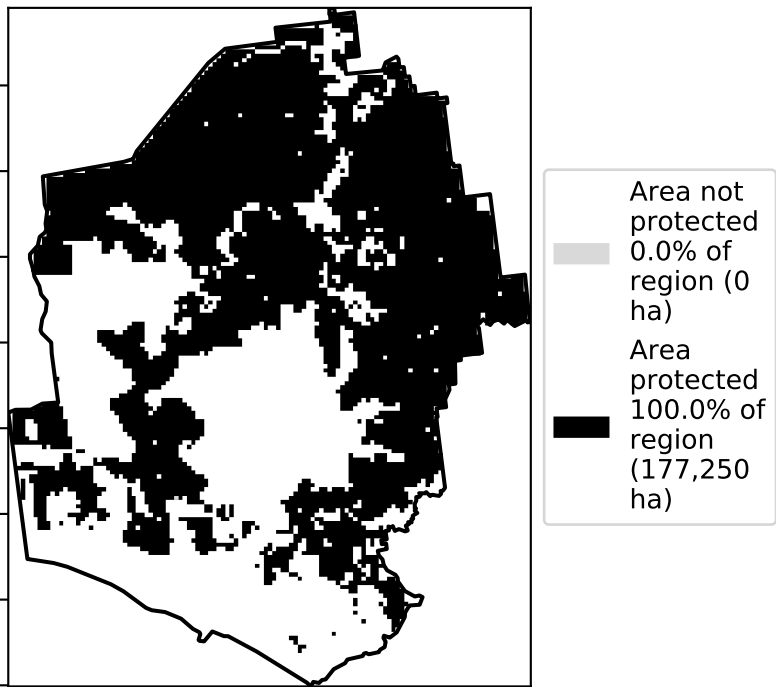 Area not
protected
0.0% of
region (0
ha)
Area
protected
100.0% of
region
(177,250
ha)